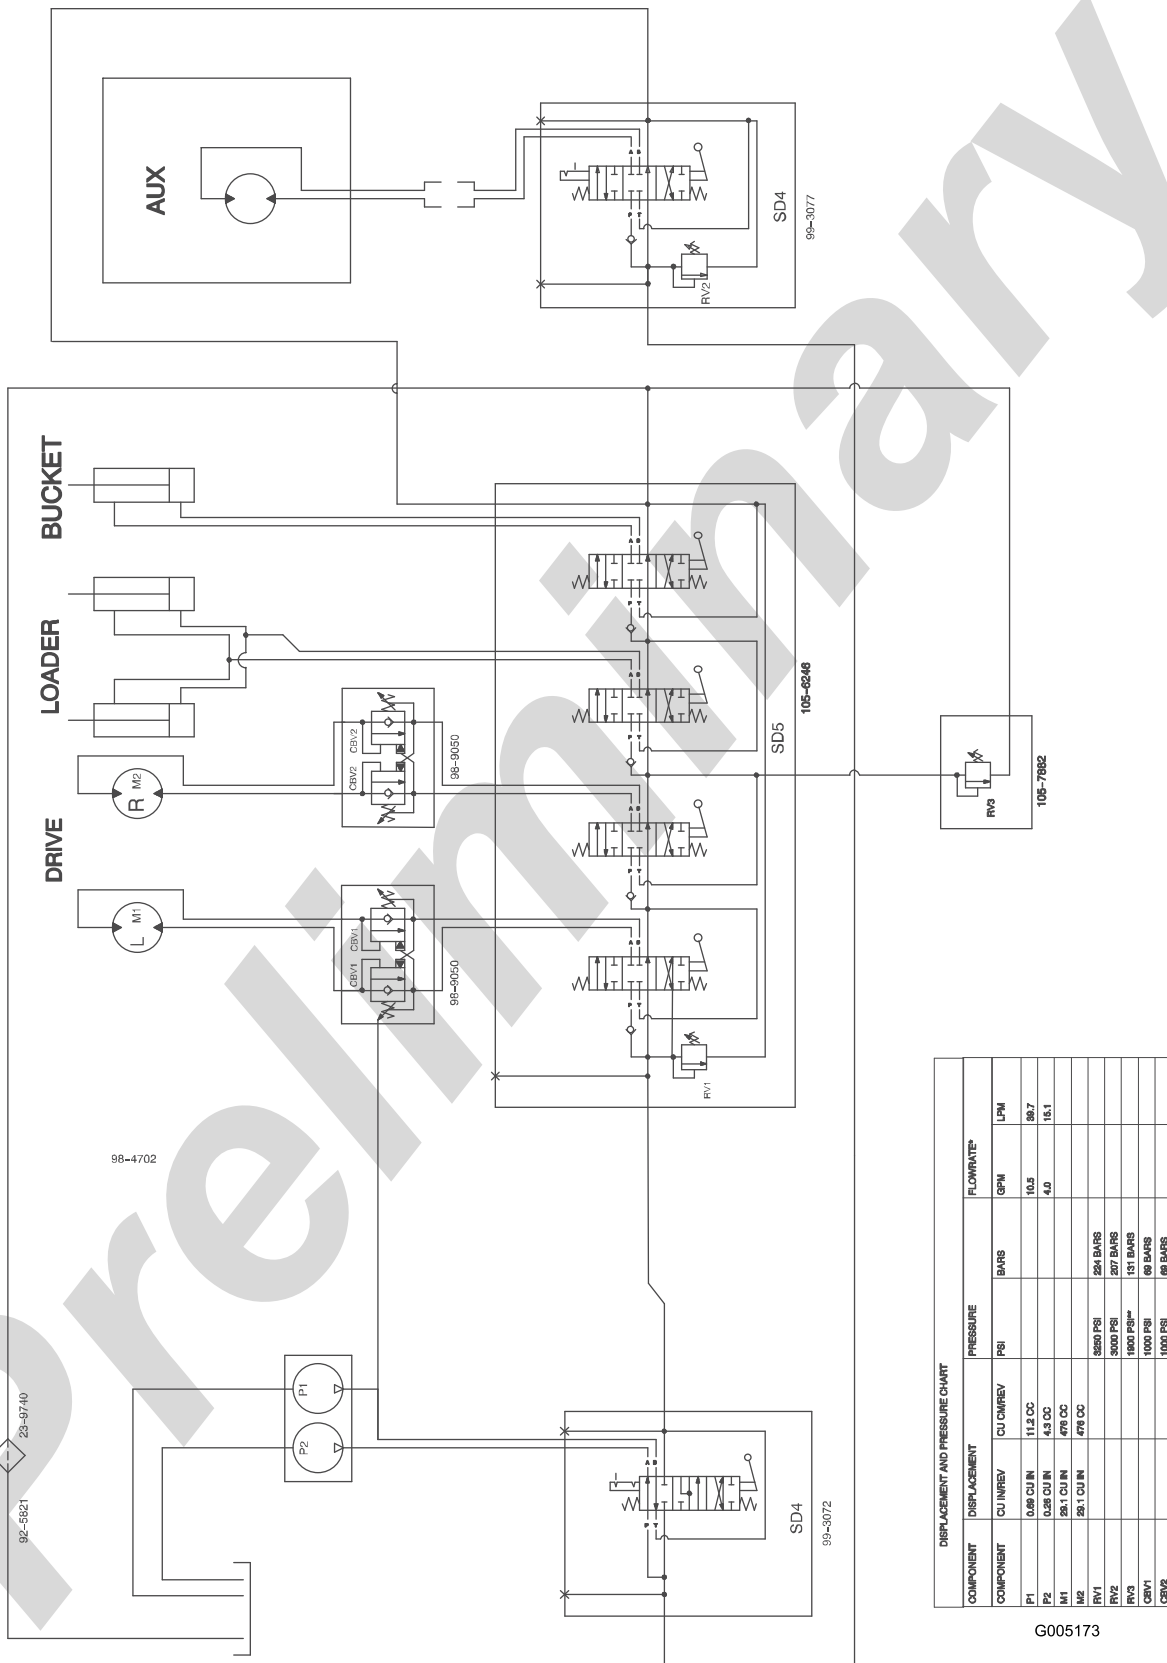 Preliminary
AUX
SD4
99-3077
RV2
BUCKET
LOADER
DRIVE
R M2
L M1
CBV2
CBV2
98-9050
CBV1
CBV1
98-9050
A B
P T
A B
P T
A B
P T
A B
P T
A B
P T
SD5
105-6246
RV1
RV3
105-7882
98-4702
23-9740
92-5821
P1
P2
A B
P T
SD4
99-3072
DISPLACEMENT AND PRESSURE CHART
COMPONENT DISPLACEMENT PRESSURE FLOWRATE*
COMPONENT CU IN/REV CU CM/REV PSI BARS GPM LPM
P1 0.69 CU IN 11.2 CC 10.5 39.7
P2 0.26 CU IN 4.3 CC 4.0 15.1
M1 29.1 CU IN 476 CC
M2 29.1 CU IN 476 CC
RV1 3250 PSI 224 BARS
RV2 3000 PSI 207 BARS
RV3 1900 PSI** 131 BARS
CBV1 1000 PSI 69 BARS
CBV2 1000 PSI 69 BARS
G005173